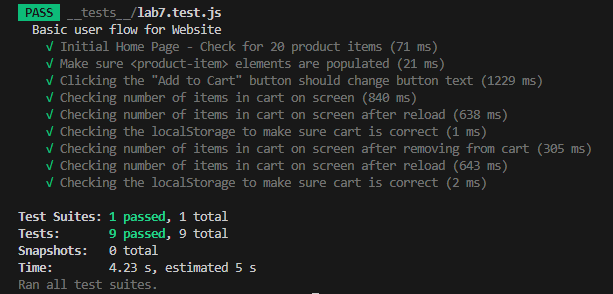 PASS __tests__/lab7.test.js
Basic user flow for Website
√ Initial Home Page - Check for 20 product items (71 ms)
√ Make sure <product-item> elements are populated (21 ms)
√ Clicking the "Add to Cart" button should change button text (1229 ms)
√ Checking number of items in cart on screen (840 ms)
√ Checking number of items in cart on screen after reload (638 ms)
√ Checking the localStorage to make sure cart is correct (1 ms)
√ Checking number of items in cart on screen after removing from cart (305 ms)
√ Checking number of items in cart on screen after reload (643 ms)
√ Checking the localStorage to make sure cart is correct (2 ms)
Test Suites: 1 passed, 1 total
Tests: 9 passed, 9 total
Snapshots: 0 total
Time: 4.23 s, estimated 5 s
Ran all test suites.